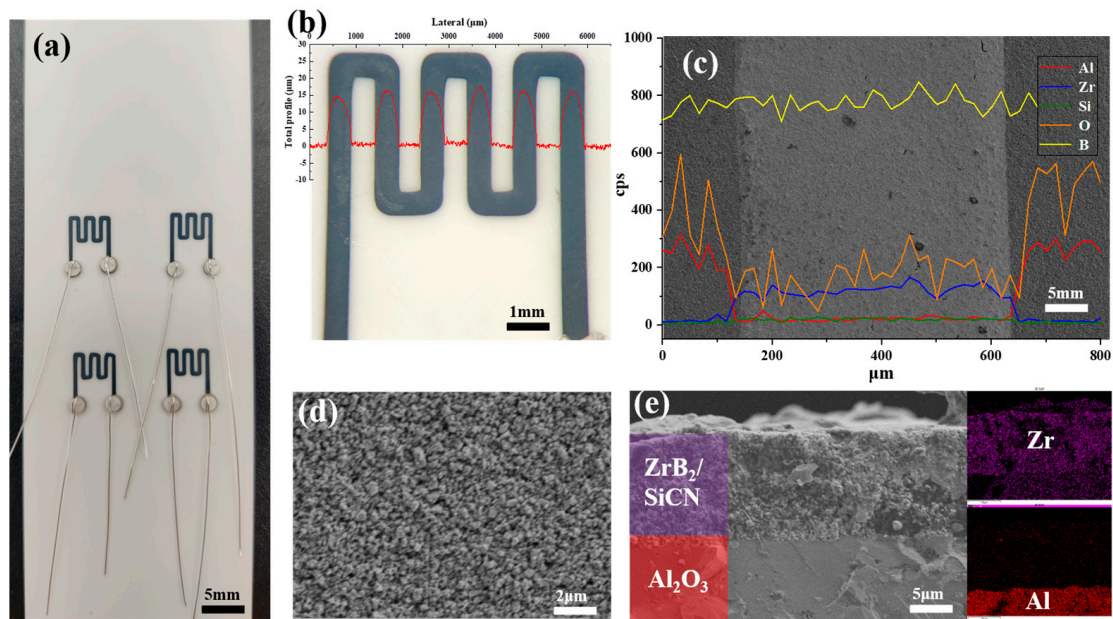 (a)
5mm
(b)
Lateral (μm)
0 1000 2000 3000 4000 5000 6000
Total profile (μm)
30
25
20
15
10
5
0
-5
-10
1mm
(c)
1000
800
600
400
200
0
cps
Al
Zr
Si
O
B
5mm
0 200 400 600 800
μm
(d)
2μm
(e)
ZrB₂/
SiCN
Al₂O₃
5μm
Zr
Al